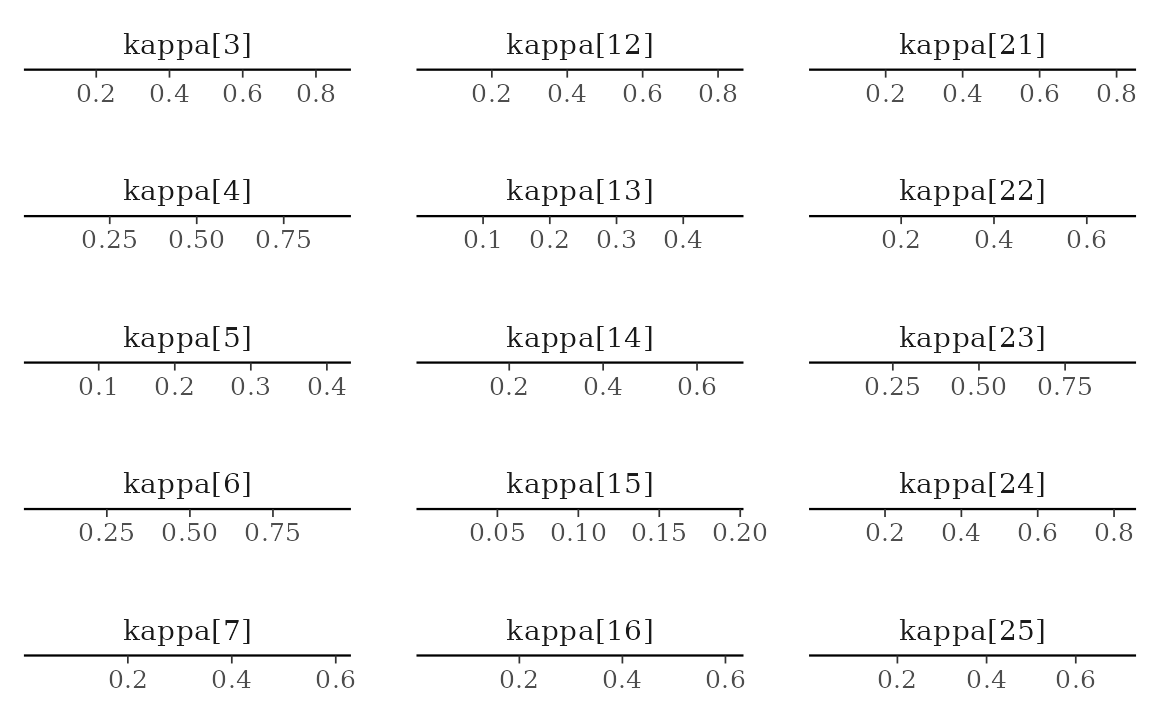 kappa[3] kappa[12] kappa[21]
0.2 0.4 0.6 0.8 0.2 0.4 0.6 0.8 0.2 0.4 0.6 0.8
kappa[4] kappa[13] kappa[22]
0.25 0.50 0.75 0.1 0.2 0.3 0.4 0.2 0.4 0.6
kappa[5] kappa[14] kappa[23]
0.1 0.2 0.3 0.4 0.2 0.4 0.6 0.25 0.50 0.75
kappa[6] kappa[15] kappa[24]
0.25 0.50 0.75 0.05 0.10 0.15 0.20 0.2 0.4 0.6 0.8
kappa[7] kappa[16] kappa[25]
0.2 0.4 0.6 0.2 0.4 0.6 0.2 0.4 0.6